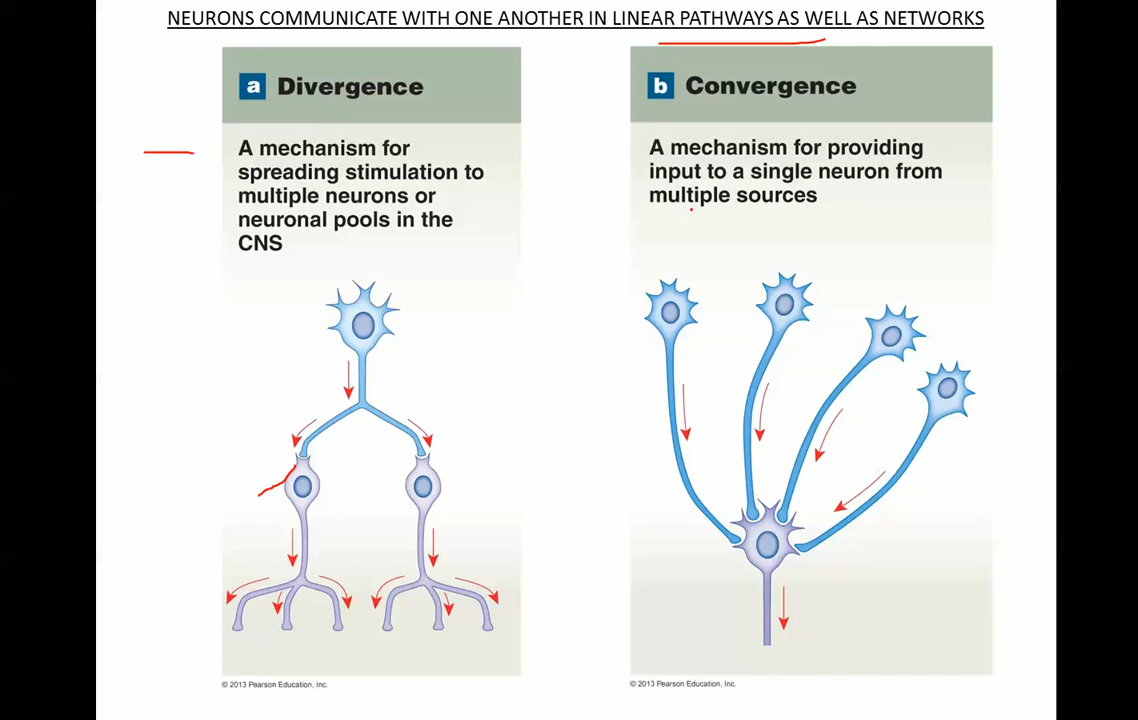 NEURONS COMMUNICATE WITH ONE ANOTHER IN LINEAR PATHWAYS AS WELL AS NETWORKS
a Divergence
A mechanism for
spreading stimulation to
multiple neurons or
neuronal pools in the
CNS
© 2013 Pearson Education, Inc.
b Convergence
A mechanism for providing
input to a single neuron from
multiple sources
© 2013 Pearson Education, Inc.